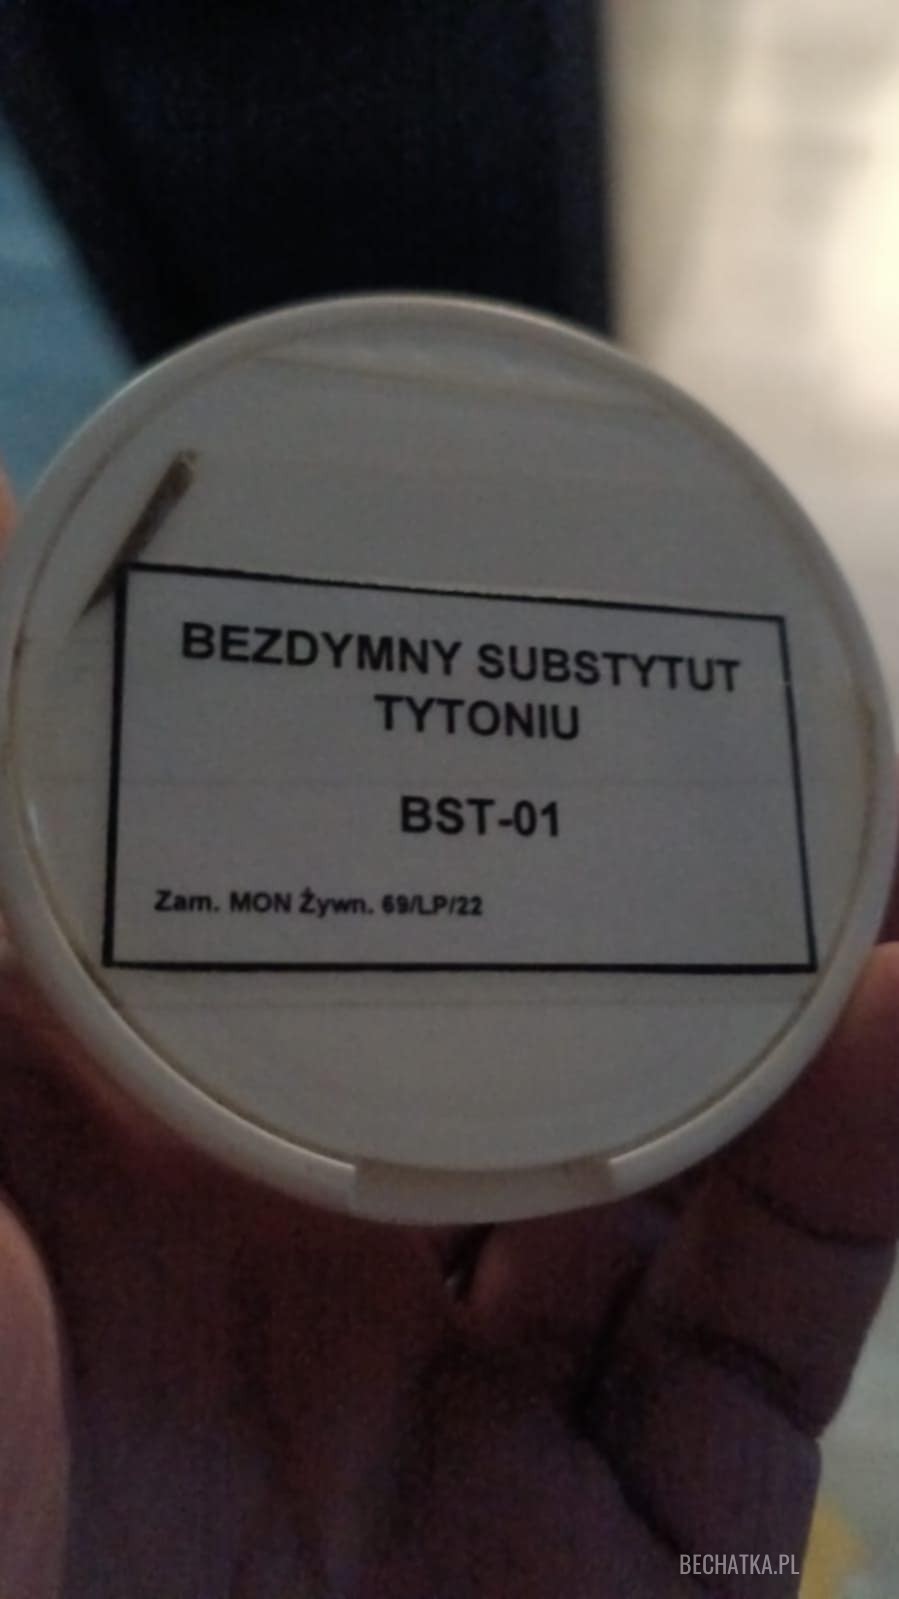 BEZDYMNY SUBSTYTUT
TYTONIU
BST-01
Zam. MON Żywn. 69/LP/22
BECHATKA.PL